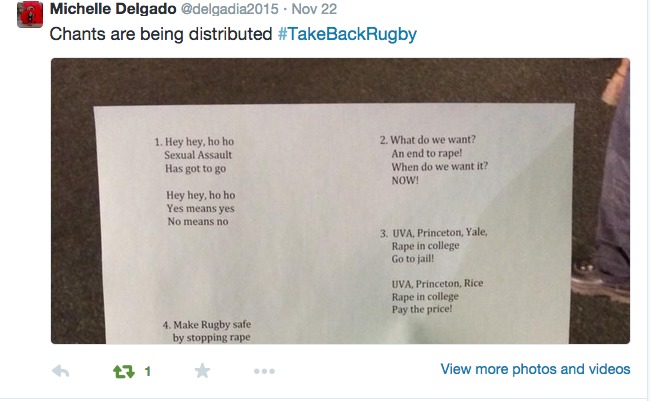 Michelle Delgado @delgadia2015 · Nov 22
Chants are being distributed #TakeBackRugby
1. Hey hey, ho ho
Sexual Assault
Has got to go
Hey hey, ho ho
Yes means yes
No means no
2. What do we want?
An end to rape!
When do we want it?
NOW!
3. UVA, Princeton, Yale,
Rape in college
Go to jail!
UVA, Princeton, Rice
Rape in college
Pay the price!
4. Make Rugby safe
by stopping rape
1
View more photos and videos